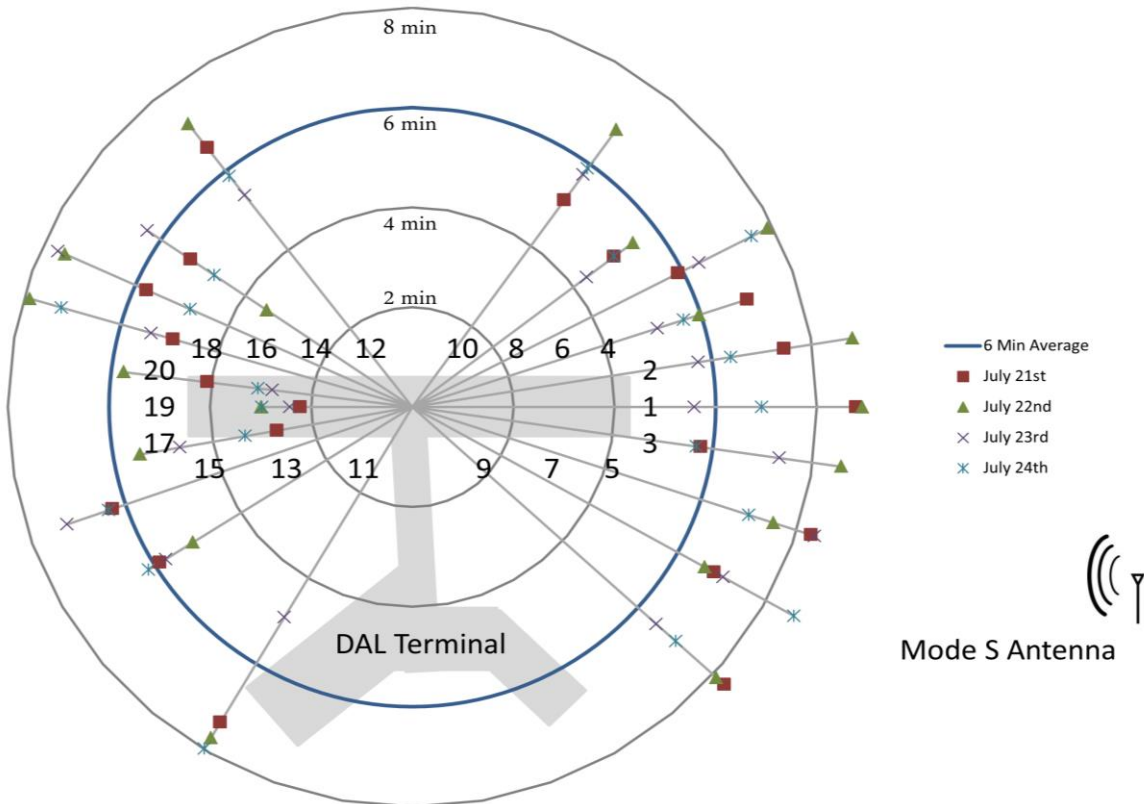 8 min
6 min
4 min
2 min
20 18 16 14 12 10 8 6 4 2
19 1
17 15 13 11 9 7 5 3
DAL Terminal
6 Min Average
July 21st
July 22nd
July 23rd
July 24th
Mode S Antenna